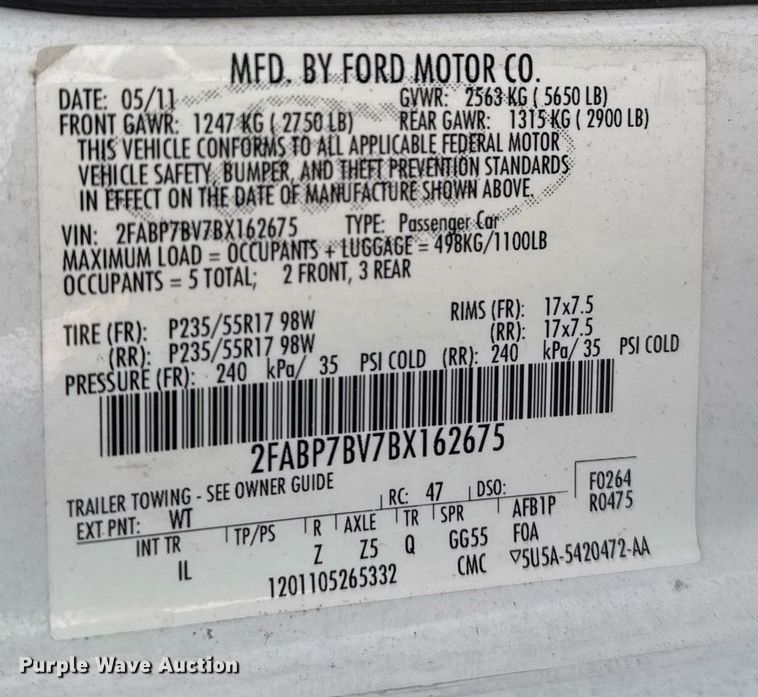 MFD. BY FORD MOTOR CO.
DATE: 05/11 GVWR: 2563 KG ( 5650 LB)
FRONT GAWR: 1247 KG ( 2750 LB) REAR GAWR: 1315 KG ( 2900 LB)
THIS VEHICLE CONFORMS TO ALL APPLICABLE FEDERAL MOTOR
VEHICLE SAFETY, BUMPER, AND THEFT PREVENTION STANDARDS
IN EFFECT ON THE DATE OF MANUFACTURE SHOWN ABOVE.
VIN: 2FABP7BV7BX162675 TYPE: Passenger Car
MAXIMUM LOAD = OCCUPANTS + LUGGAGE = 498KG/1100LB
OCCUPANTS = 5 TOTAL; 2 FRONT, 3 REAR
TIRE (FR): P235/55R17 98W RIMS (FR): 17x7.5
(RR): P235/55R17 98W (RR): 17x7.5
PRESSURE (FR): 240 kPa/ 35 PSI COLD (RR): 240 kPa/ 35 PSI COLD
2FABP7BV7BX162675
TRAILER TOWING - SEE OWNER GUIDE
EXT PNT: WT RC: 47 DSO: F0264
INT TR TP/PS R AXLE TR SPR AFB1P R0475
IL Z Z5 Q GG55 FOA
1201105265332 CMC ▽5U5A-5420472-AA
Purple Wave Auction